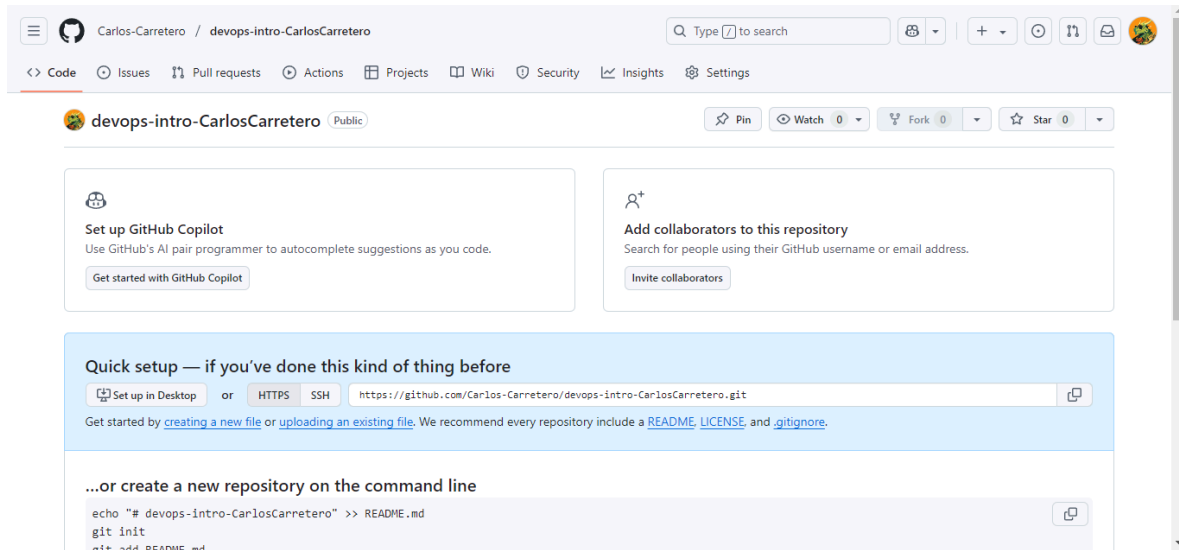 Carlos-Carretero / devops-intro-CarlosCarretero
Type / to search
Code Issues Pull requests Actions Projects Wiki Security Insights Settings
devops-intro-CarlosCarretero Public
Pin Watch 0 Fork 0 Star 0
Set up GitHub Copilot
Use GitHub's AI pair programmer to autocomplete suggestions as you code.
Get started with GitHub Copilot
Add collaborators to this repository
Search for people using their GitHub username or email address.
Invite collaborators
Quick setup — if you've done this kind of thing before
Set up in Desktop or HTTPS SSH https://github.com/Carlos-Carretero/devops-intro-CarlosCarretero.git
Get started by creating a new file or uploading an existing file. We recommend every repository include a README, LICENSE, and .gitignore.
...or create a new repository on the command line
echo "# devops-intro-CarlosCarretero" >> README.md
git init
git add README.md